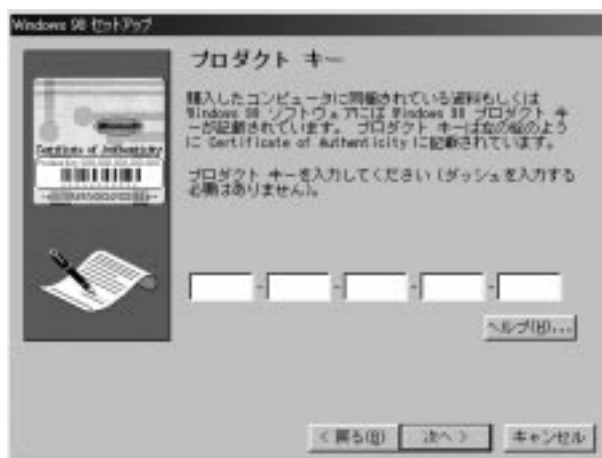 Windows 98 セットアップ
プロダクト キー
購入したコンピュータに同梱されている資料もしくは
Windows 98 ソフトウェアには Windows 98 プロダクト キ
ーが記載されています。 プロダクト キーは左の絵のよう
に Certificate of Authenticity に記載されています。
プロダクト キーを入力してください (ダッシュを入力する
必要はありません)。
Certificate of Authenticity
- - - -
ヘルプ(H)...
< 戻る(B)
次へ >
キャンセル